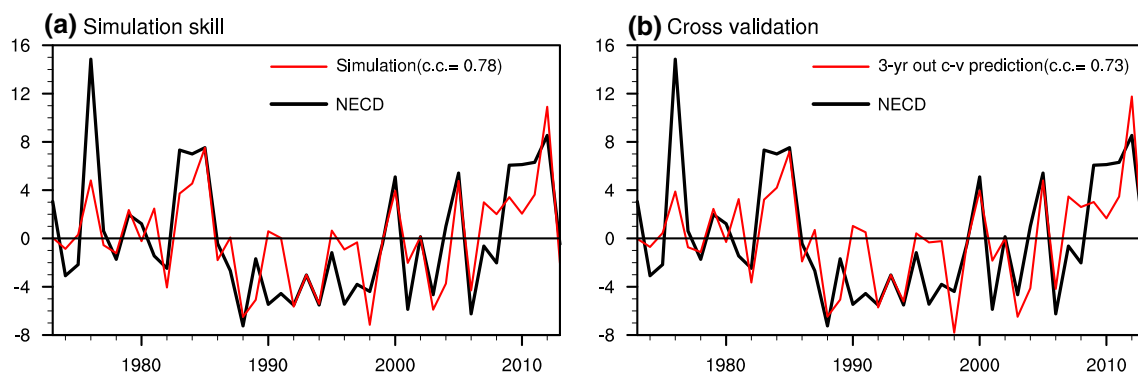 (a) Simulation skill
16
12
8
4
0
-4
-8
Simulation(c.c.= 0.78)
NECD
1980 1990 2000 2010
(b) Cross validation
16
12
8
4
0
-4
-8
3-yr out c-v prediction(c.c.= 0.73)
NECD
1980 1990 2000 2010